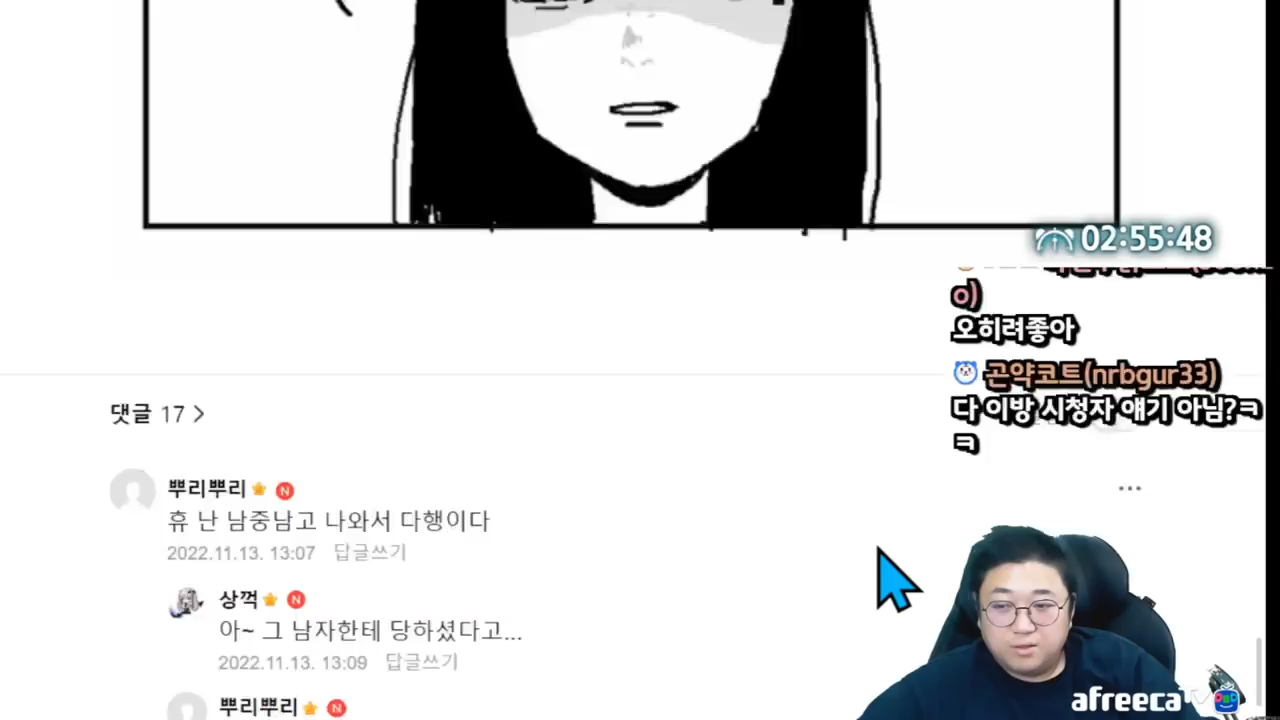 02:55:48
이)
오히려좋아
곤약코트(nrbgur33)
다 이방 시청자 얘기 아님?ㅋ
ㅋ
댓글 17
뿌리뿌리 N
휴 난 남중남고 나와서 다행이다
2022.11.13. 13:07 답글쓰기
상꺽 N
아~ 그 남자한테 당하셨다고...
2022.11.13. 13:09 답글쓰기
뿌리뿌리 N
afreecaTV